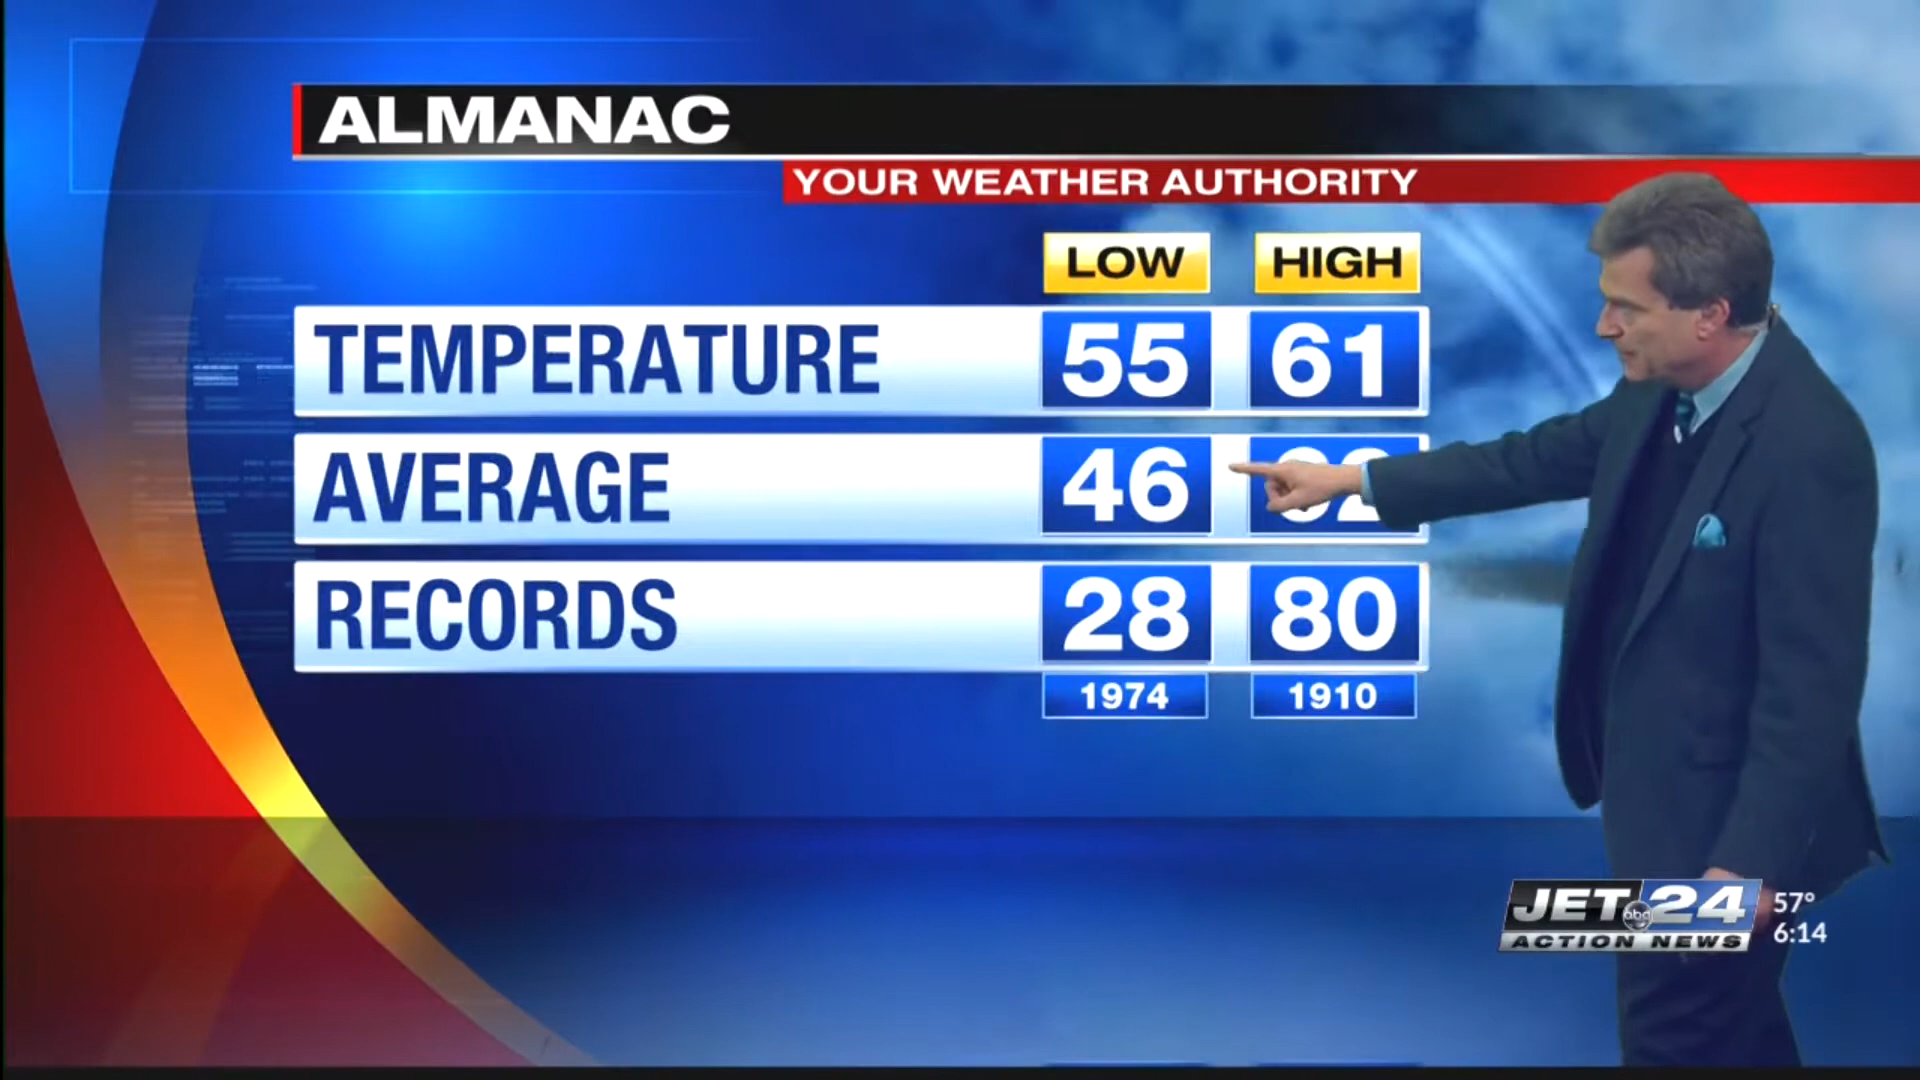 ALMANAC
YOUR WEATHER AUTHORITY
LOW HIGH
TEMPERATURE 55 61
AVERAGE 46
RECORDS 28 80
1974 1910
JET abc 24 57°
ACTION NEWS 6:14